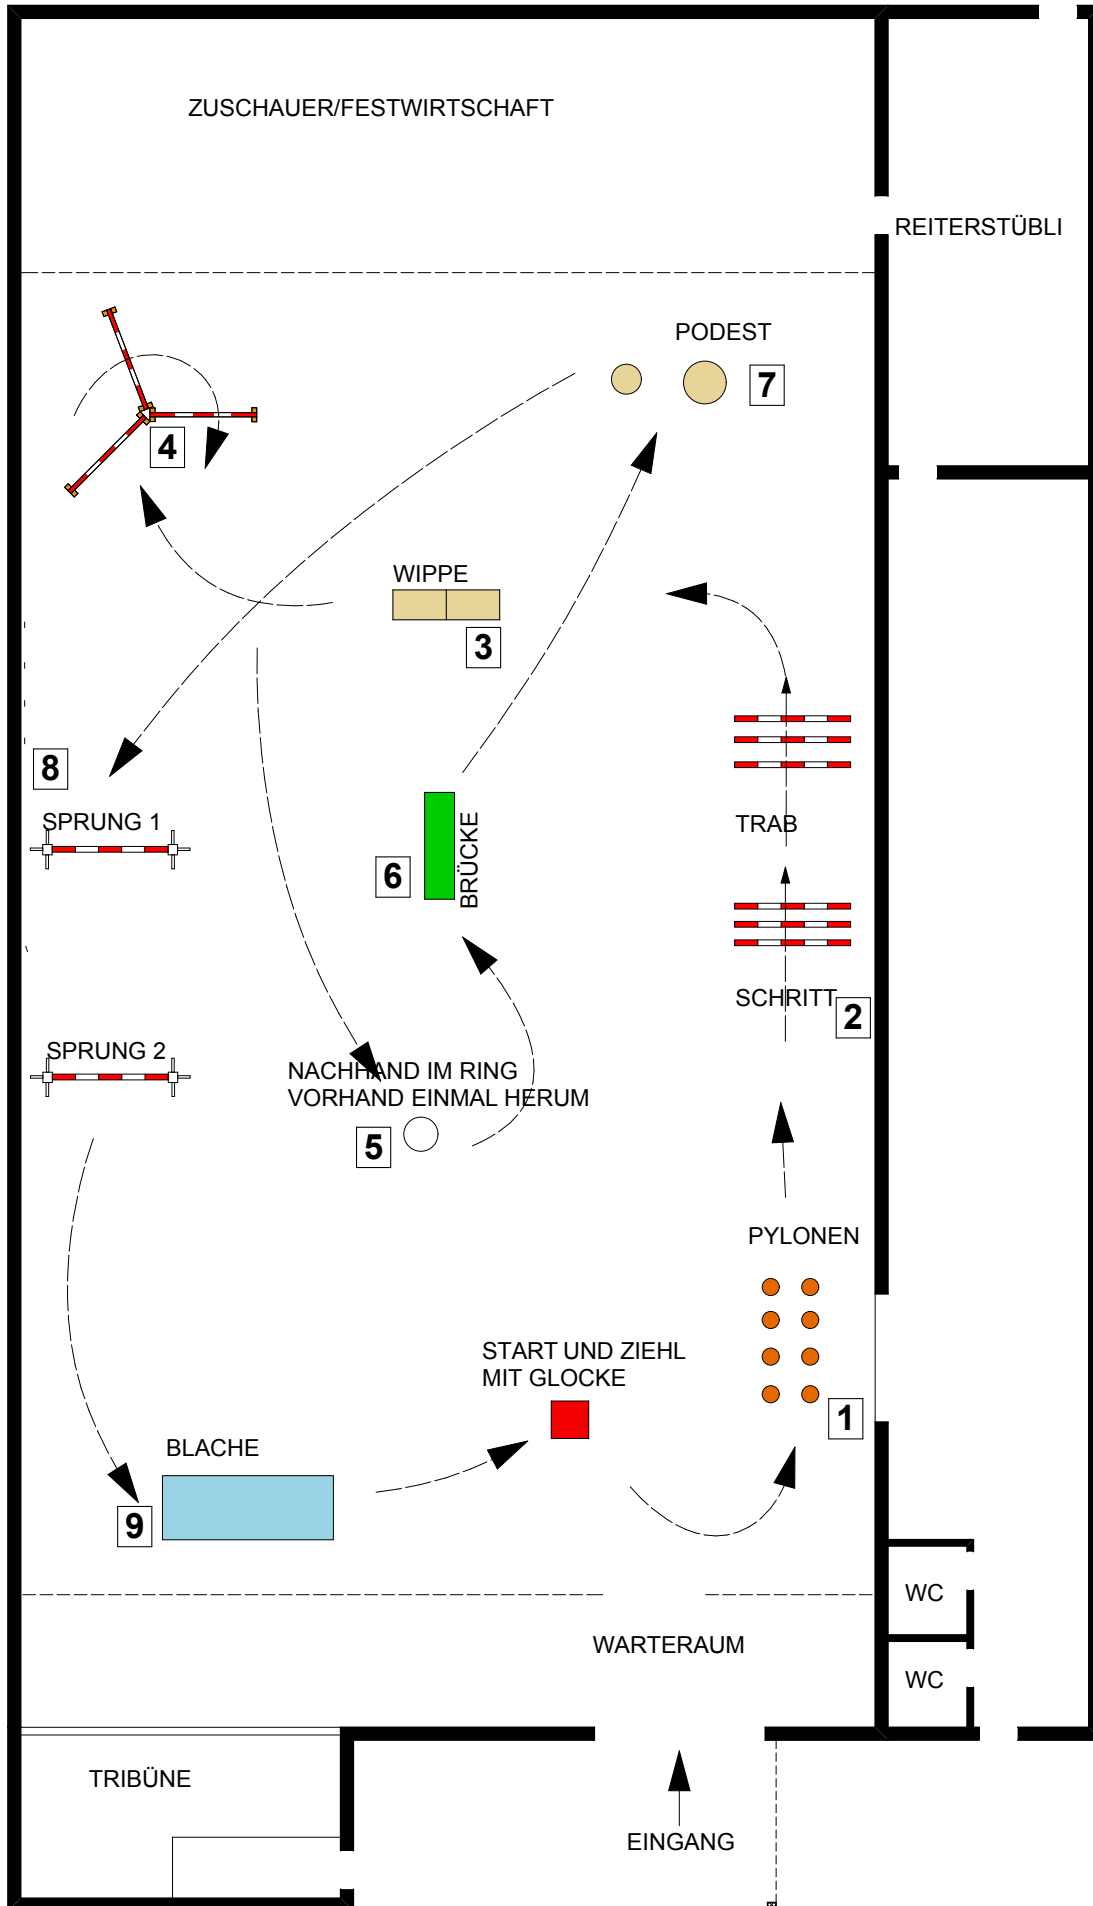 ZUSCHAUER/FESTWIRTSCHAFT
REITERSTÜBLI
PODEST
7
4
WIPPE
3
8
SPRUNG 1
TRAB
6
BRÜCKE
SCHRITT
2
SPRUNG 2
NACHHAND IM RING
VORHAND EINMAL HERUM
5
PYLONEN
START UND ZIEHL
MIT GLOCKE
1
BLACHE
9
WC
WARTERAUM
WC
TRIBÜNE
EINGANG